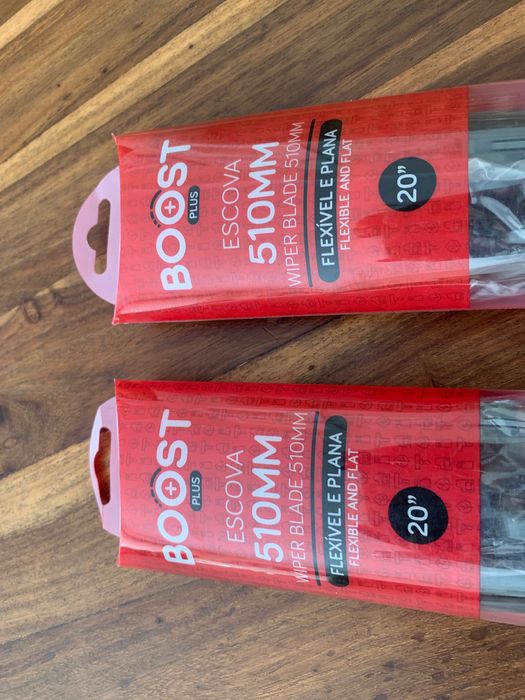 BOOST
PLUS
ESCOVA
510MM
WIPER BLADE 510MM
FLEXÍVEL E PLANA
FLEXIBLE AND FLAT
20”
BOOST
PLUS
ESCOVA
510MM
WIPER BLADE 510MM
FLEXÍVEL E PLANA
FLEXIBLE AND FLAT
20”